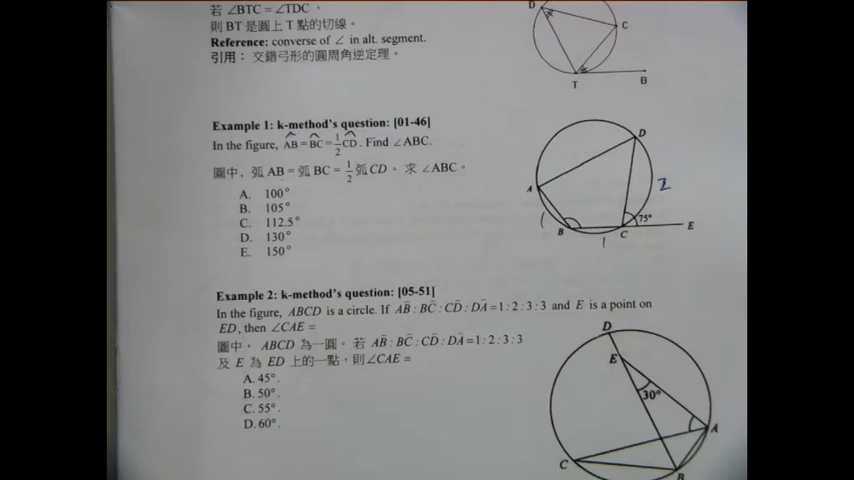 若 ∠BTC = ∠TDC ,
則 BT 是圓上 T 點的切線。
Reference: converse of ∠ in alt. segment.
引用： 交錯弓形的圓周角逆定理。
D
C
T
B
Example 1: k-method's question: [01-46]
In the figure, AB = BC = 1/2 CD. Find ∠ABC.
圖中，弧 AB = 弧 BC = 1/2 弧 CD。求 ∠ABC。
A. 100°
B. 105°
C. 112.5°
D. 130°
E. 150°
D
A
2
1
B
C
75°
E
1
Example 2: k-method's question: [05-51]
In the figure, ABCD is a circle. If AB : BC : CD : DA = 1 : 2 : 3 : 3 and E is a point on
ED, then ∠CAE =
圖中， ABCD 為一圓。若 AB : BC : CD : DA = 1 : 2 : 3 : 3
及 E 為 ED 上的一點，則∠CAE =
A. 45°.
B. 50°.
C. 55°.
D. 60°.
D
E
30°
A
C
B